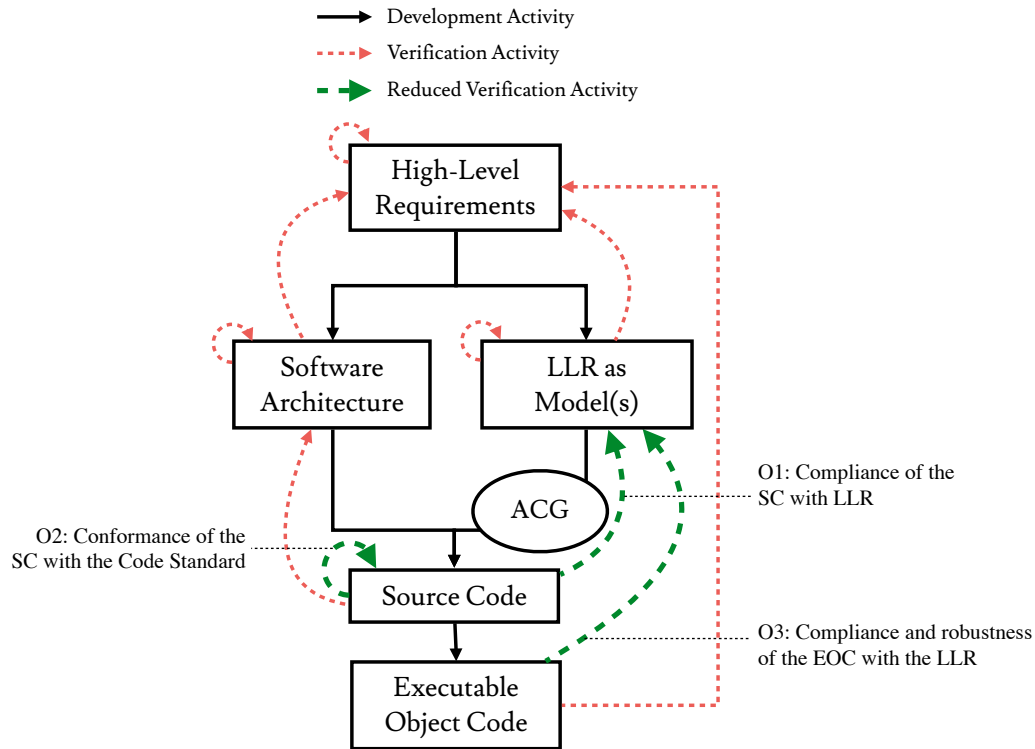 Development Activity
Verification Activity
Reduced Verification Activity
High-Level
Requirements
Software
Architecture
LLR as
Model(s)
O1: Compliance of the
SC with LLR
ACG
O2: Conformance of the
SC with the Code Standard
Source Code
O3: Compliance and robustness
of the EOC with the LLR
Executable
Object Code